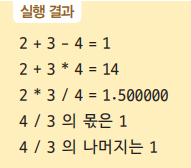 실행 결과
2 + 3 - 4 = 1
2 + 3 * 4 = 14
2 * 3 / 4 = 1.500000
4 / 3 의 몫은 1
4 / 3 의 나머지는 1